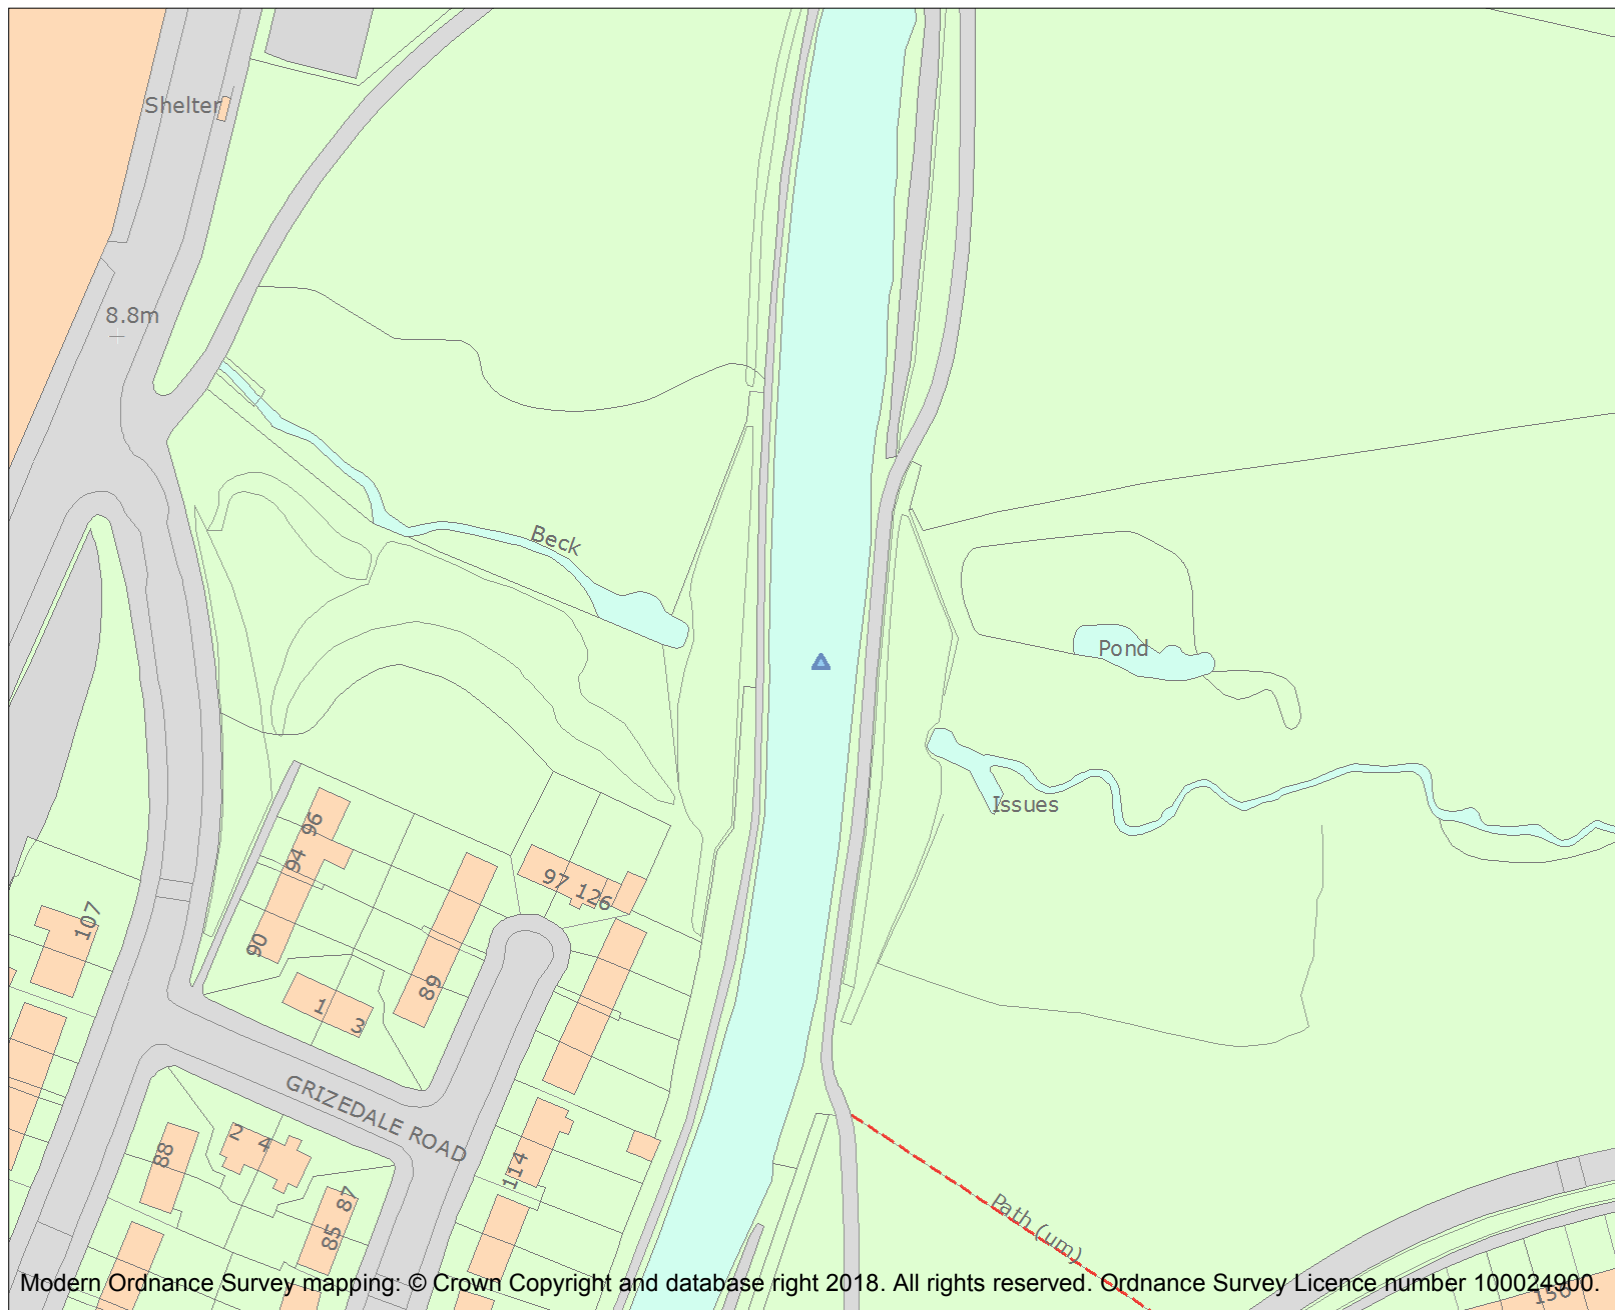 Shelter
8.8m
Beck
Pond
Issues
96
94
90
97 126
107
89
1
3
GRIZEDALE ROAD
2 4
88
114
87
85
Path (um)
156
Modern Ordnance Survey mapping: © Crown Copyright and database right 2018. All rights reserved. Ordnance Survey Licence number 100024900.